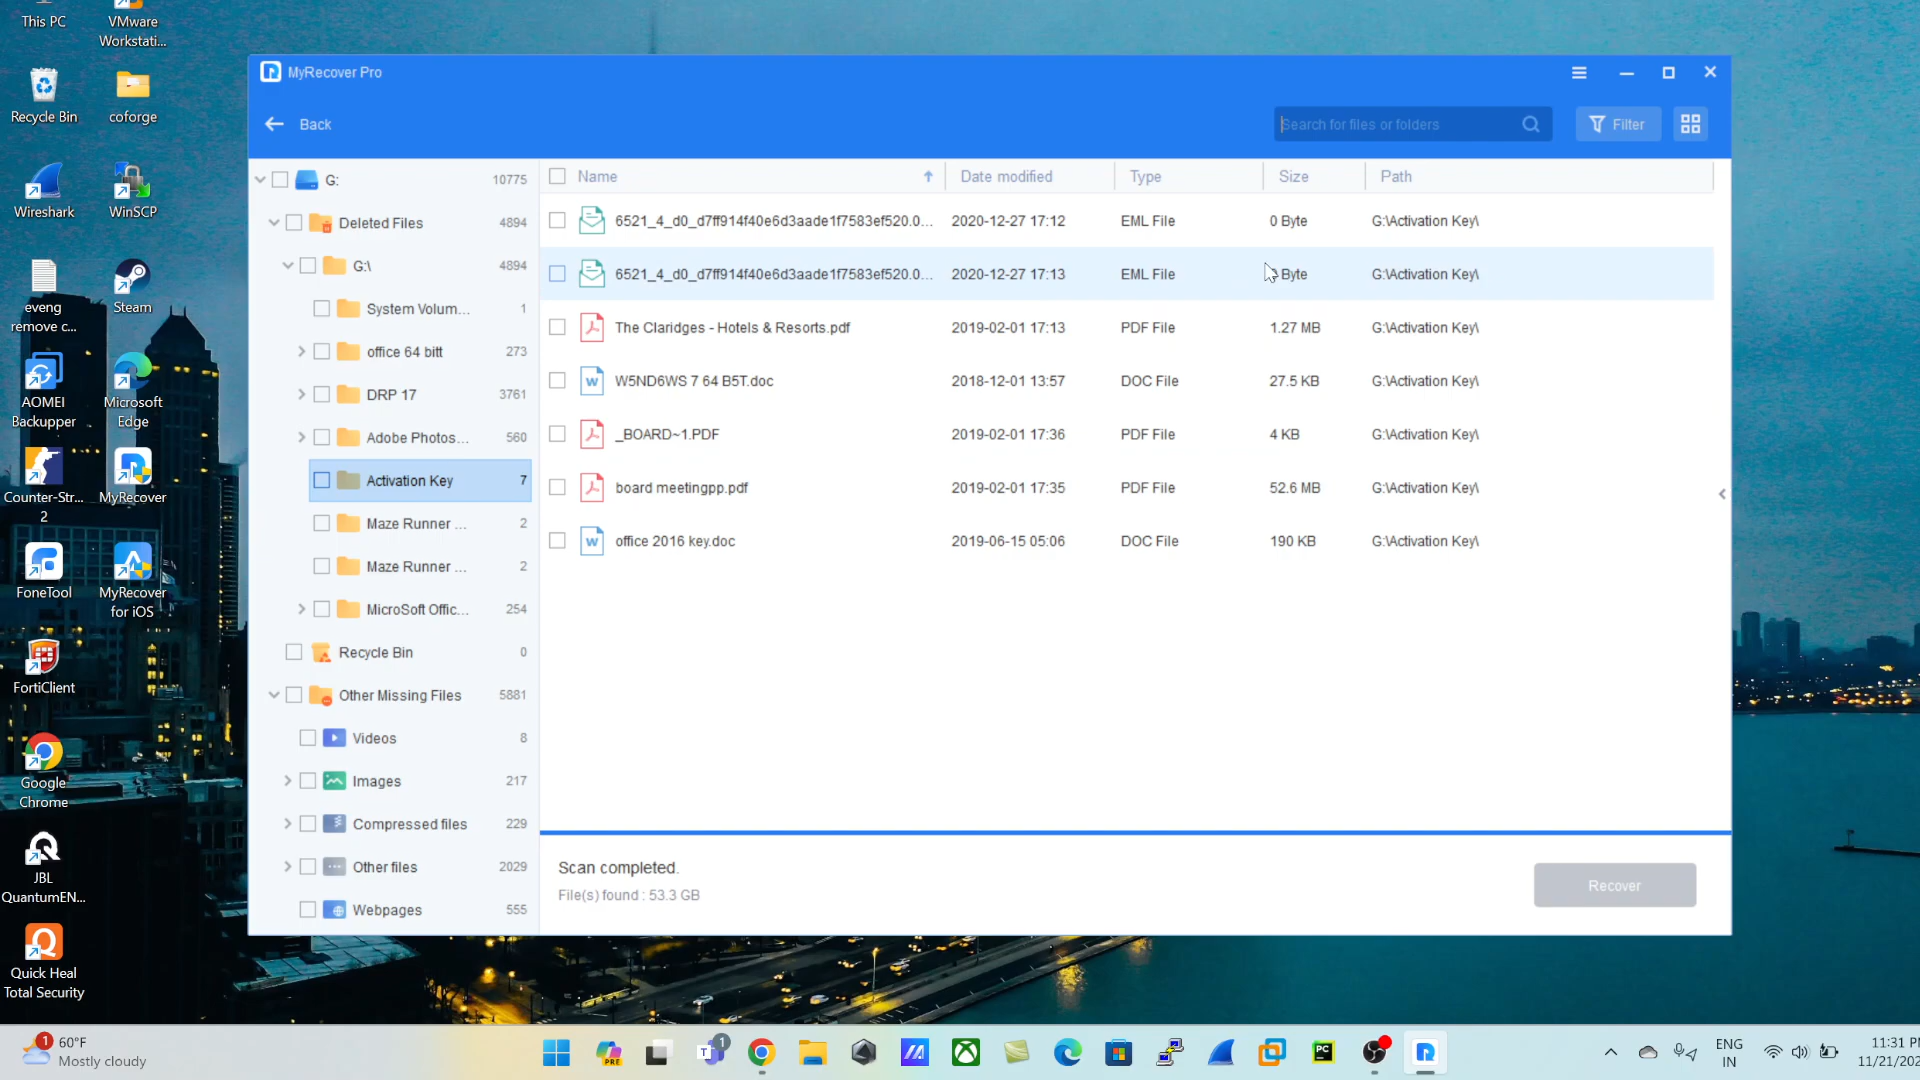 This PC
VMware
Workstati...
Recycle Bin
coforge
Wireshark
WinSCP
eveng
remove c...
Steam
AOMEI
Backupper
Microsoft
Edge
Counter-Str...
2
MyRecover
FoneTool
MyRecover
for iOS
FortiClient
Google
Chrome
JBL
QuantumEN...
Quick Heal
Total Security
MyRecover Pro
Back
Search for files or folders
Filter
G: 10775
Deleted Files 4894
G:\ 4894
System Volum... 1
office 64 bitt 273
DRP 17 3761
Adobe Photos... 560
Activation Key 7
Maze Runner ... 2
Maze Runner ... 2
MicroSoft Offic... 254
Recycle Bin 0
Other Missing Files 5881
Videos 8
Images 217
Compressed files 229
Other files 2029
Webpages 555
Name Date modified Type Size Path
6521_4_d0_d7ff914f40e6d3aade1f7583ef520.0... 2020-12-27 17:12 EML File 0 Byte G:\Activation Key\
6521_4_d0_d7ff914f40e6d3aade1f7583ef520.0... 2020-12-27 17:13 EML File Byte G:\Activation Key\
The Claridges - Hotels & Resorts.pdf 2019-02-01 17:13 PDF File 1.27 MB G:\Activation Key\
W5ND6WS 7 64 B5T.doc 2018-12-01 13:57 DOC File 27.5 KB G:\Activation Key\
_BOARD~1.PDF 2019-02-01 17:36 PDF File 4 KB G:\Activation Key\
board meetingpp.pdf 2019-02-01 17:35 PDF File 52.6 MB G:\Activation Key\
office 2016 key.doc 2019-06-15 05:06 DOC File 190 KB G:\Activation Key\
Scan completed.
File(s) found : 53.3 GB
Recover
1
60°F
Mostly cloudy
PRE
1
PC
ENG
IN
11:31 PM
11/21/202